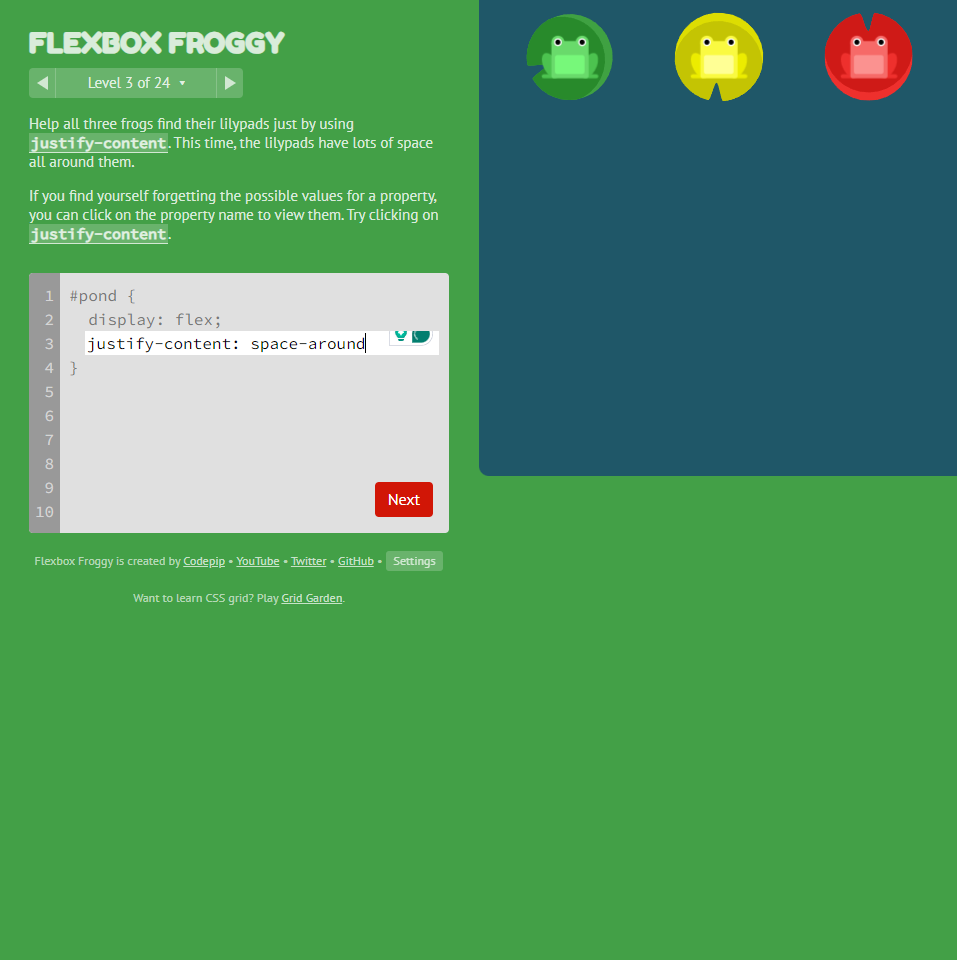 FLEXBOX FROGGY
Level 3 of 24
Help all three frogs find their lilypads just by using
justify-content. This time, the lilypads have lots of space
all around them.
If you find yourself forgetting the possible values for a property,
you can click on the property name to view them. Try clicking on
justify-content.
1 #pond {
2 display: flex;
3 justify-content: space-around
4 }
5
6
7
8
9
10
Next
Flexbox Froggy is created by Codepip • YouTube • Twitter • GitHub • Settings
Want to learn CSS grid? Play Grid Garden.